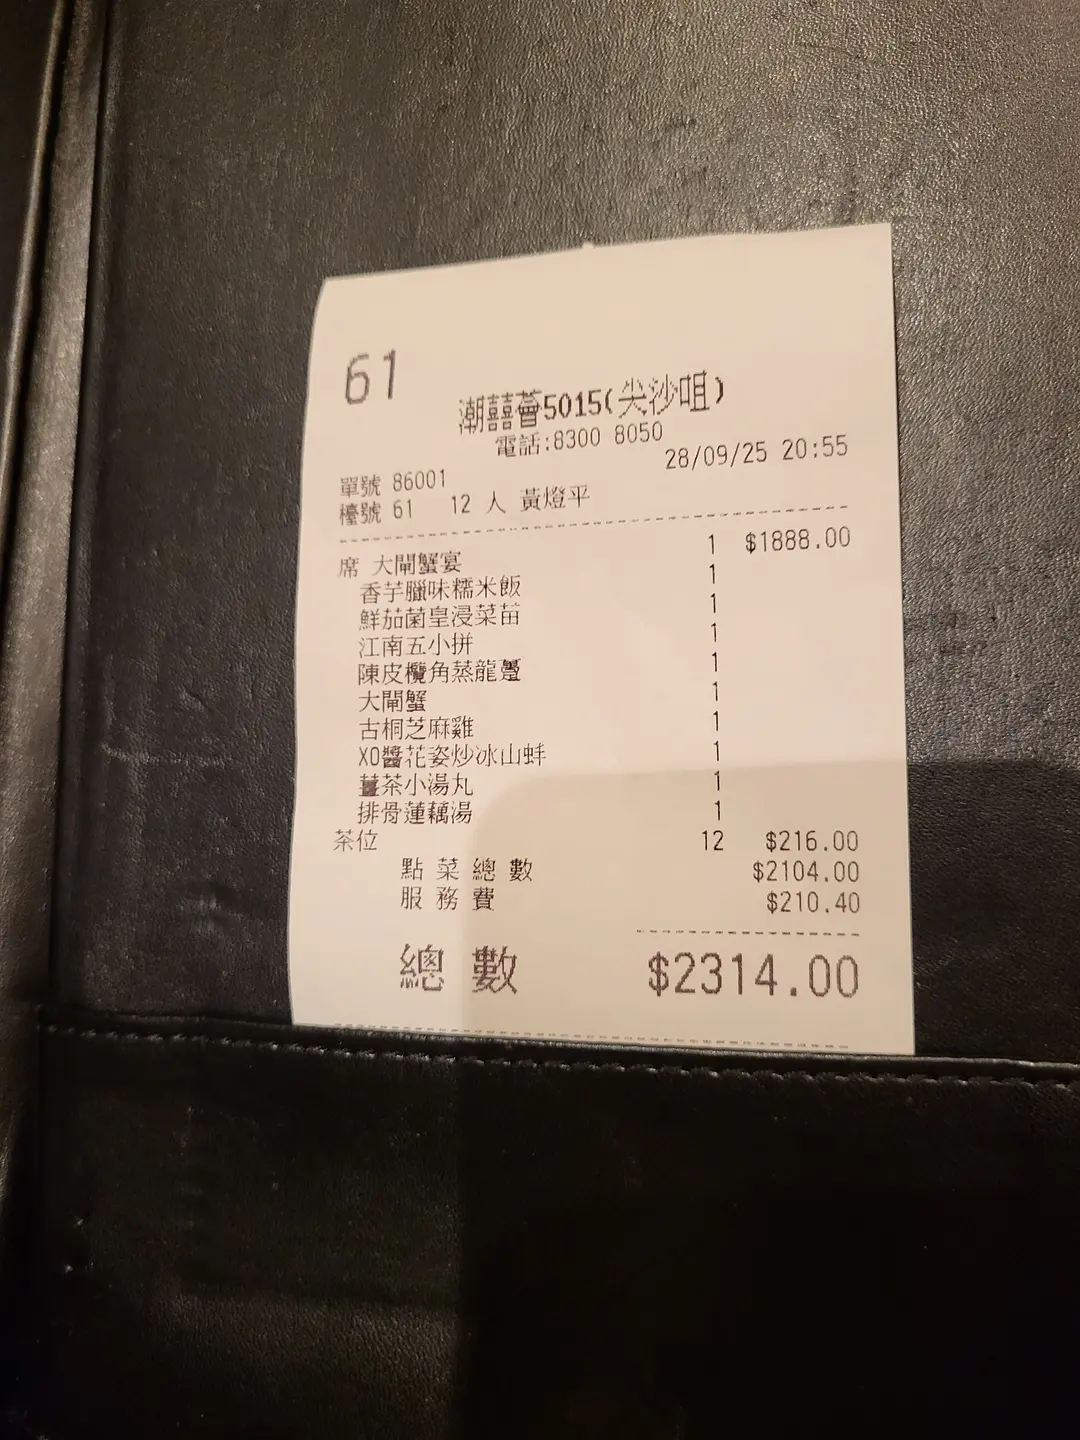 61
潮囍薈5015(尖沙咀)
電話:8300 8050
28/09/25 20:55
單號 86001
檯號 61 12 人 黃燈平
席 大閘蟹宴 1 $1888.00
香芋臘味糯米飯 1
鮮茄菌皇浸菜苗 1
江南五小拼 1
陳皮欖角蒸龍躉 1
大閘蟹 1
古桐芝麻雞 1
XO醬花姿炒冰山蚌 1
薑茶小湯丸 1
排骨蓮藕湯 1
茶位 12 $216.00
點菜總數 $2104.00
服務費 $210.40
總數 $2314.00